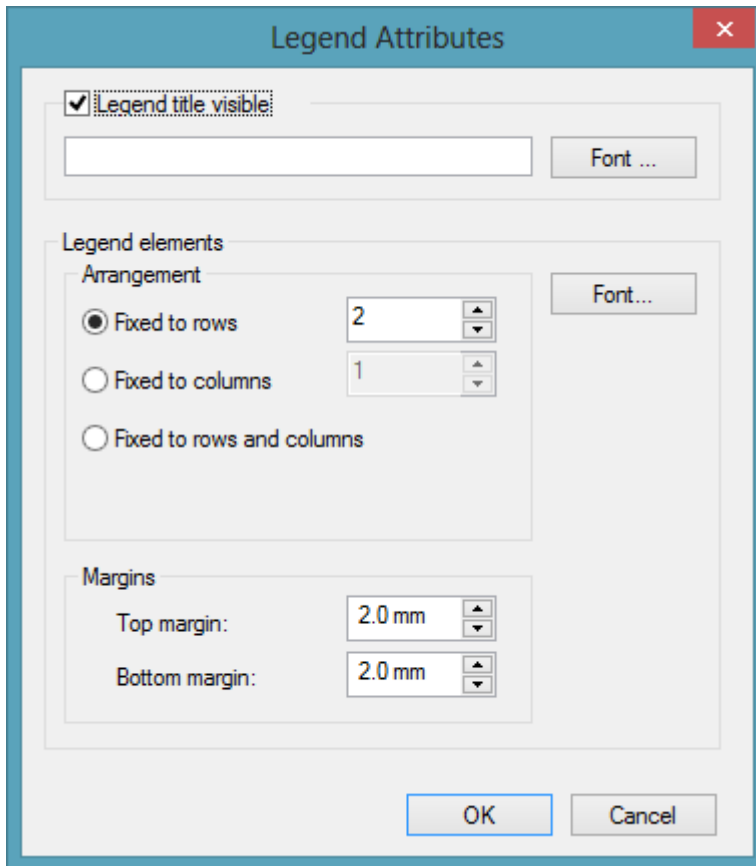 Legend Attributes
Legend title visible
Font ...
Legend elements
Arrangement
Font...
Fixed to rows 2
Fixed to columns 1
Fixed to rows and columns
Margins
Top margin: 2.0 mm
Bottom margin: 2.0 mm
OK Cancel